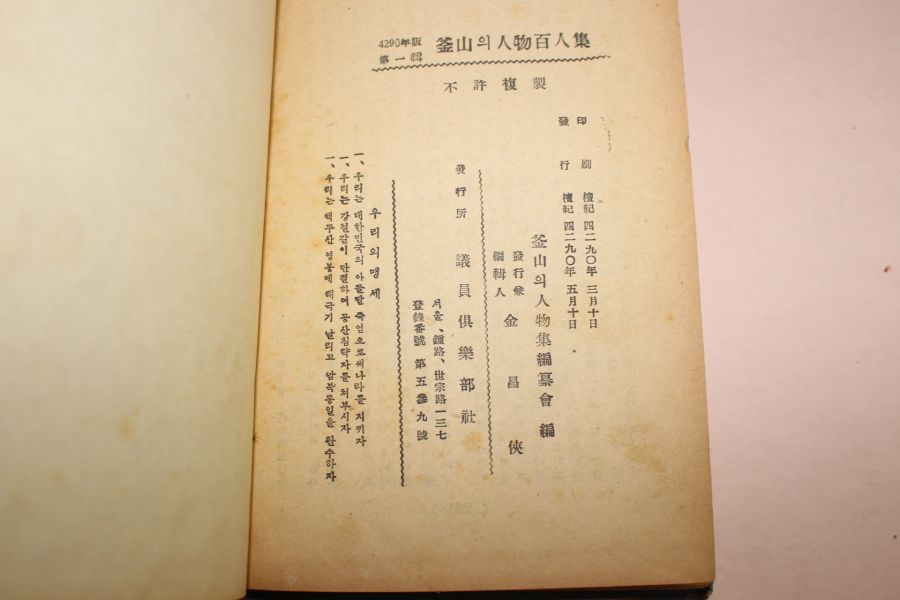 4290年版
第一輯
釜山의人物百人集
不許複製
印刷 檀紀 四二九〇年 三月十日
發行 檀紀 四二九〇年 五月十日
釜山의人物集編纂會 編
發行兼
編輯人 金昌俠
發行所 議員俱樂部社
서울、鐘路、世宗路一三七
登錄番號 第五參九號
우리의맹세
一、우리는 대한민국의 아들딸 죽엄으로써나라를 지키자
一、우리는 강철같이 단결하여 공산침략자를 쳐부시자
一、우리는 백두산 영봉에 태극기 날리고 남북통일을 완수하자